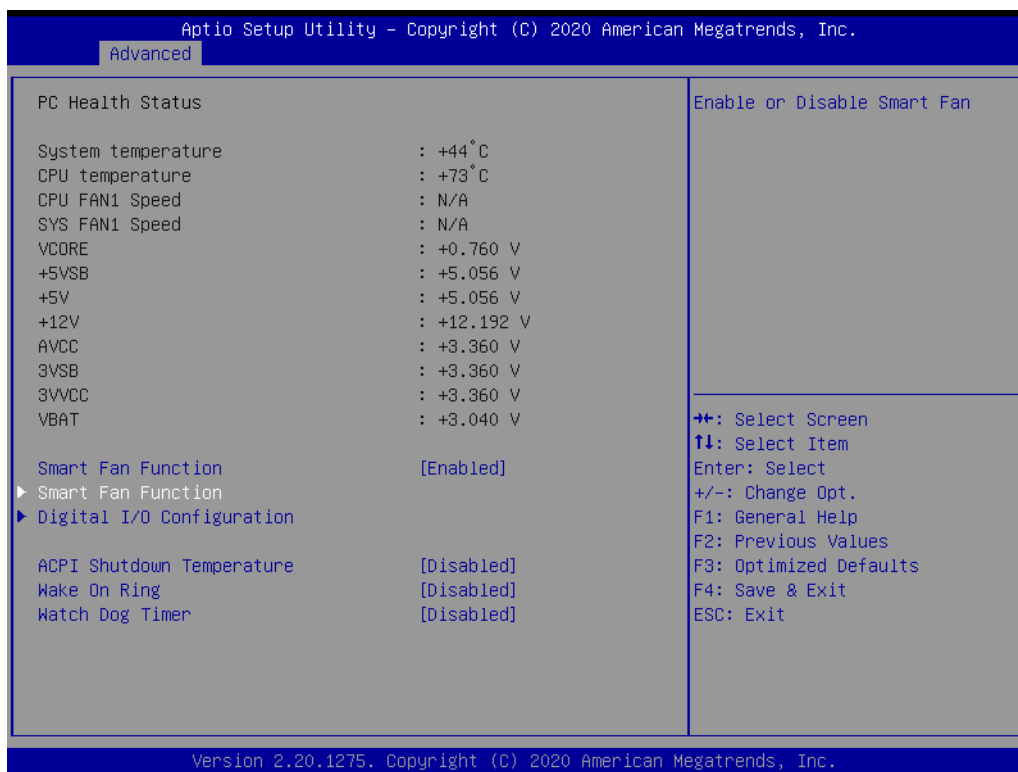 Aptio Setup Utility – Copyright (C) 2020 American Megatrends, Inc.
Advanced
PC Health Status
System temperature : +44°C
CPU temperature : +73°C
CPU FAN1 Speed : N/A
SYS FAN1 Speed : N/A
VCORE : +0.760 V
+5VSB : +5.056 V
+5V : +5.056 V
+12V : +12.192 V
AVCC : +3.360 V
3VSB : +3.360 V
3VVCC : +3.360 V
VBAT : +3.040 V
Smart Fan Function [Enabled]
Smart Fan Function
Digital I/O Configuration
ACPI Shutdown Temperature [Disabled]
Wake On Ring [Disabled]
Watch Dog Timer [Disabled]
Enable or Disable Smart Fan
→←: Select Screen
↑↓: Select Item
Enter: Select
+/-: Change Opt.
F1: General Help
F2: Previous Values
F3: Optimized Defaults
F4: Save & Exit
ESC: Exit
Version 2.20.1275. Copyright (C) 2020 American Megatrends, Inc.